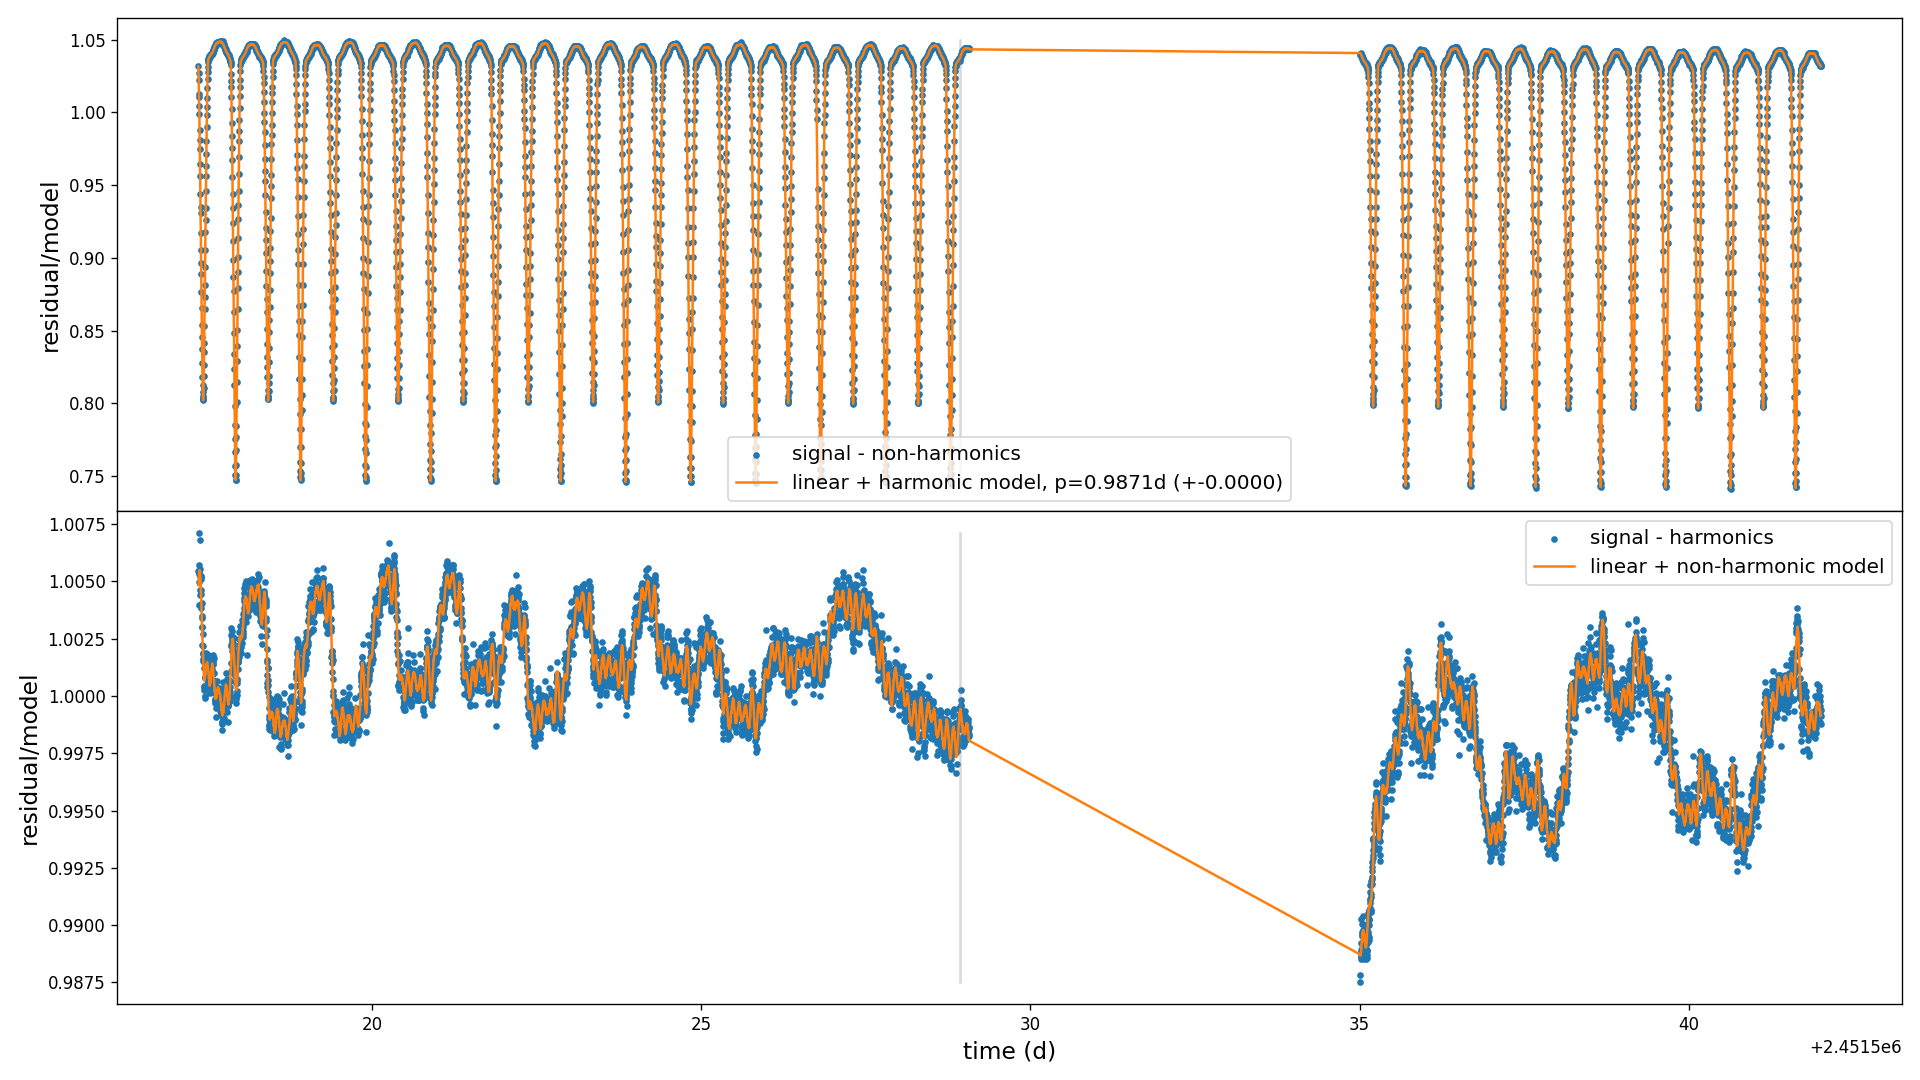 1.05
1.00
0.95
0.90
0.85
0.80
0.75
residual/model
signal - non-harmonics
linear + harmonic model, p=0.9871d (+-0.0000)
1.0075
1.0050
1.0025
1.0000
0.9975
0.9950
0.9925
0.9900
0.9875
residual/model
signal - harmonics
linear + non-harmonic model
20
25
30
35
40
time (d)
+2.4515e6